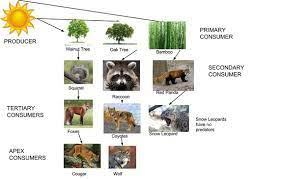 PRIMARY
CONSUMER
PRODUCER
Walnut Tree
Oak Tree
Bamboo
SECONDARY
CONSUMER
Squirrel
Raccoon
Red Panda
TERTIARY
CONSUMERS
Foxes
Coyotes
Snow Leopard
Snow Leopards
have no
predators
APEX
CONSUMERS
Cougar
Wolf